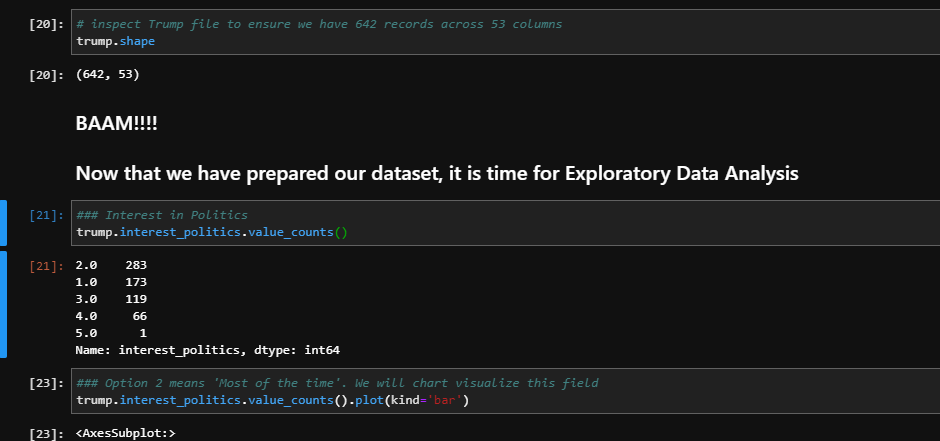 [20]: # inspect Trump file to ensure we have 642 records across 53 columns
trump.shape
[20]: (642, 53)
BAAM!!!!
Now that we have prepared our dataset, it is time for Exploratory Data Analysis
[21]: ### Interest in Politics
trump.interest_politics.value_counts()
[21]: 2.0    283
1.0    173
3.0    119
4.0     66
5.0      1
Name: interest_politics, dtype: int64
[23]: ### Option 2 means 'Most of the time'. We will chart visualize this field
trump.interest_politics.value_counts().plot(kind='bar')
[23]: <AxesSubplot:>